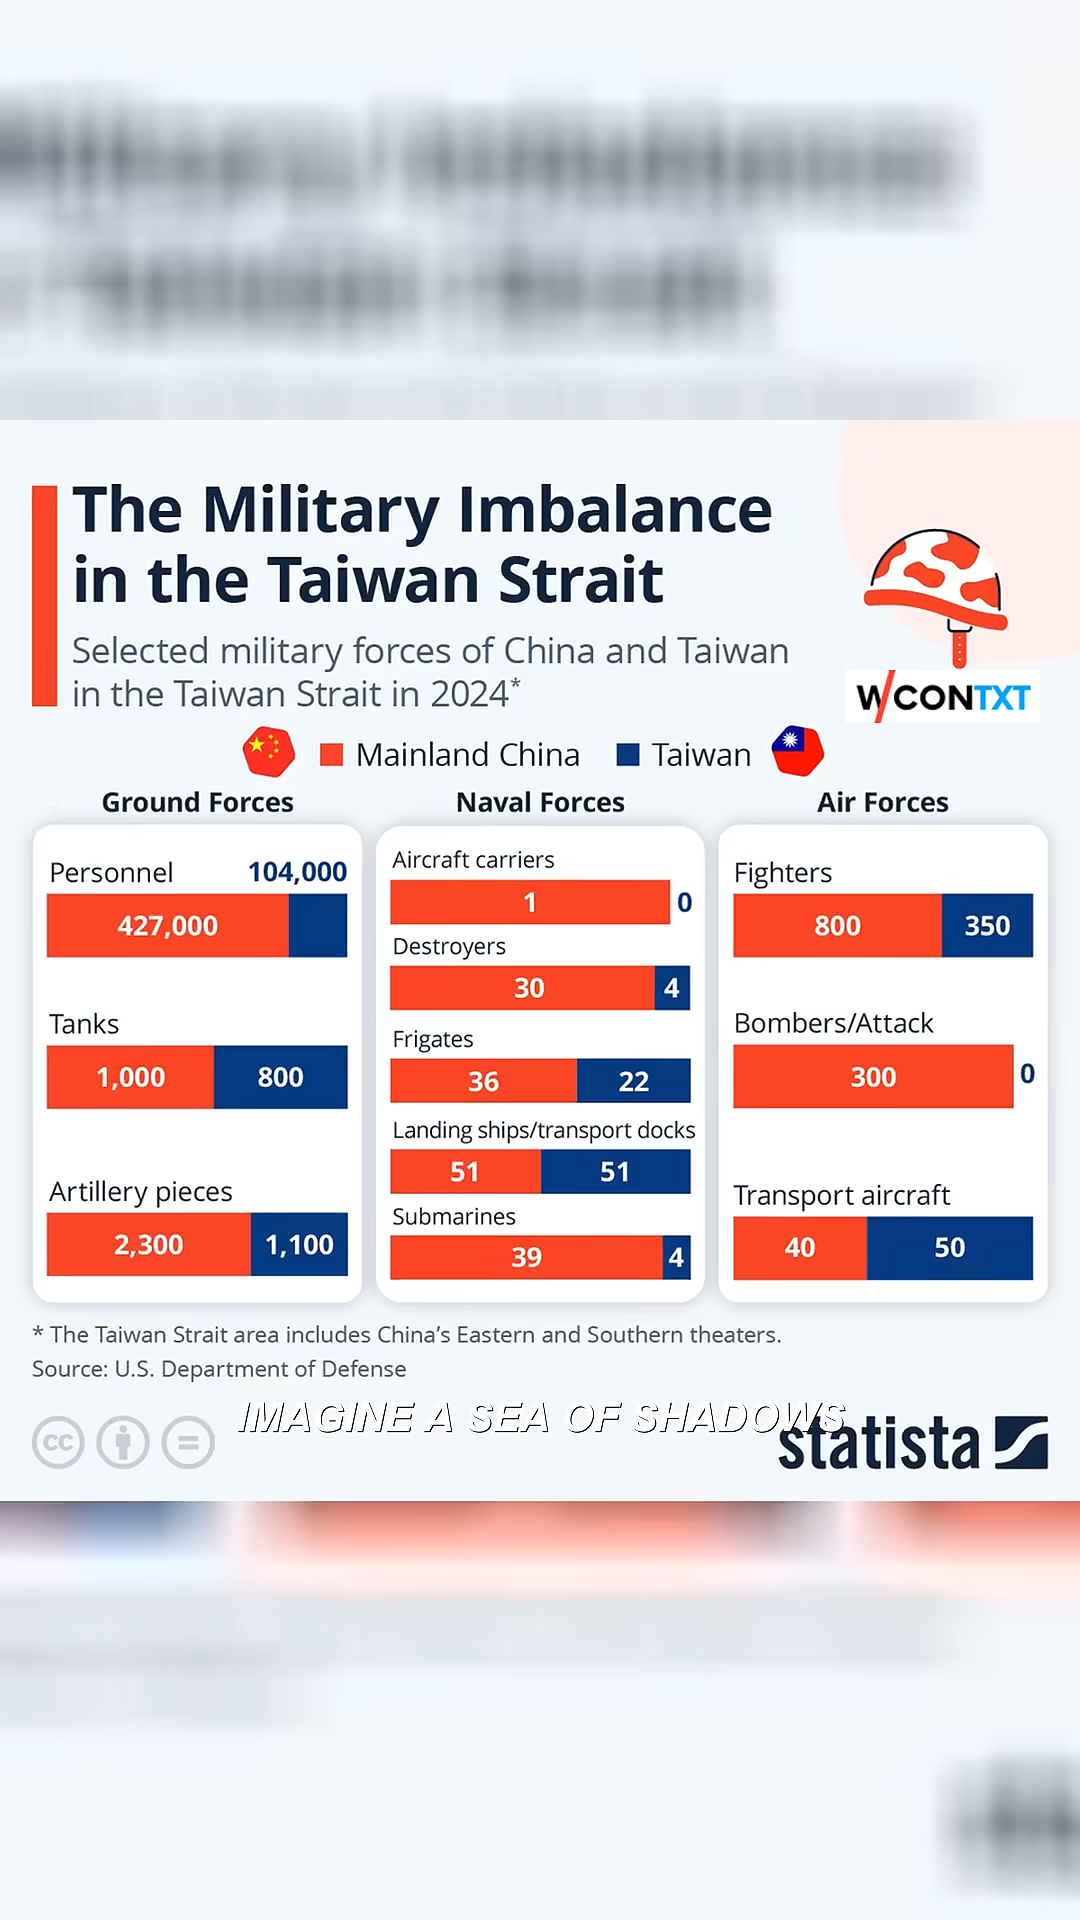 The Military Imbalance
in the Taiwan Strait
Selected military forces of China and Taiwan
in the Taiwan Strait in 2024*
W/CONTXT
Mainland China
Taiwan
Ground Forces
Personnel 104,000
427,000
Tanks
1,000 800
Artillery pieces
2,300 1,100
Naval Forces
Aircraft carriers
1 0
Destroyers
30 4
Frigates
36 22
Landing ships/transport docks
51 51
Submarines
39 4
Air Forces
Fighters
800 350
Bombers/Attack
300 0
Transport aircraft
40 50
* The Taiwan Strait area includes China's Eastern and Southern theaters.
Source: U.S. Department of Defense
IMAGINE A SEA OF SHADOWS
cc
statista